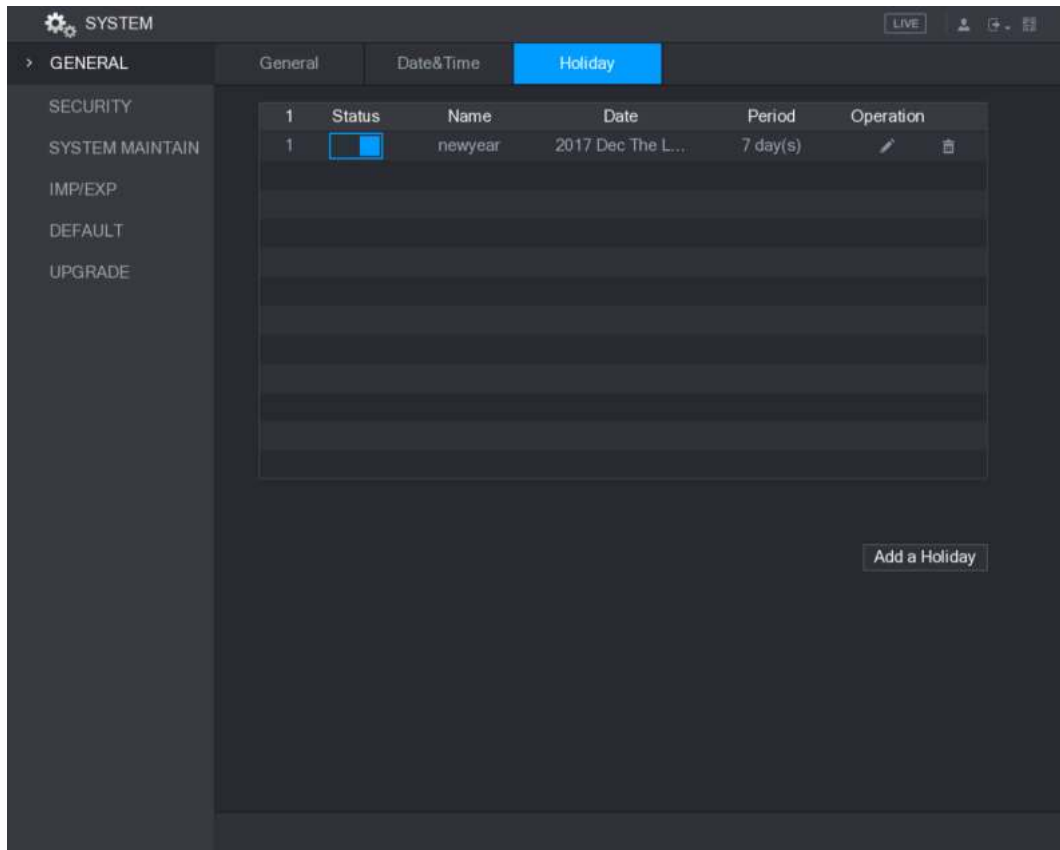 SYSTEM
LIVE
GENERAL
General Date&Time Holiday
SECURITY
SYSTEM MAINTAIN
IMP/EXP
DEFAULT
UPGRADE
1 Status Name Date Period Operation
1 newyear 2017 Dec The L... 7 day(s)
Add a Holiday